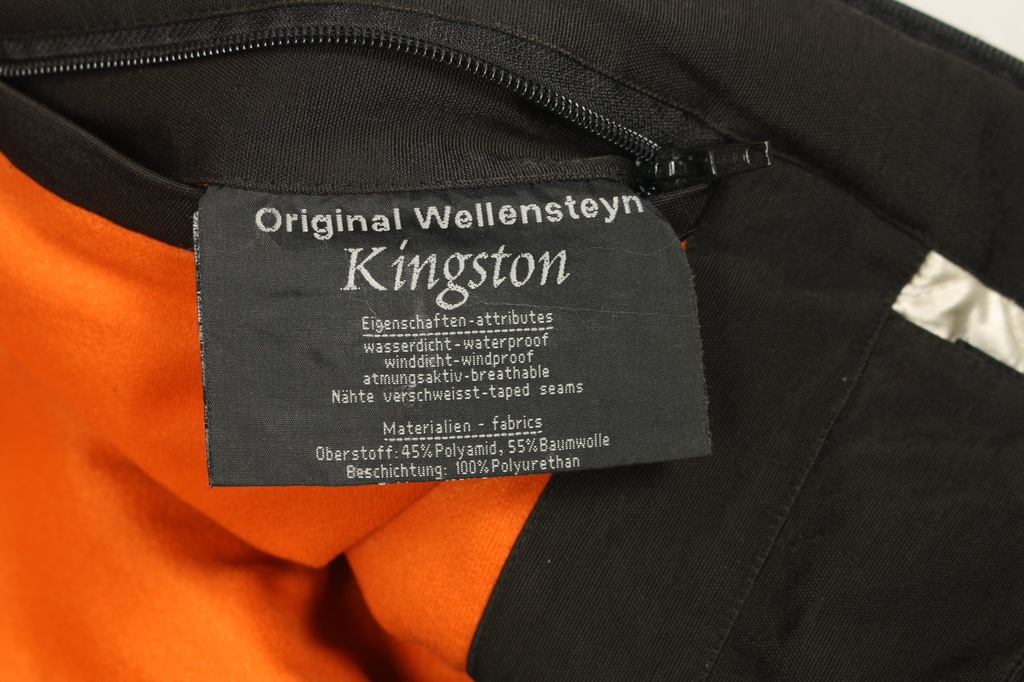 Original Wellensteyn
Kingston
Eigenschaften-attributes
wasserdicht-waterproof
winddicht-windproof
atmungsaktiv-breathable
Nähte verschweisst-taped seams
Materialien - fabrics
Oberstoff: 45%Polyamid, 55%Baumwolle
Beschichtung: 100%Polyurethan